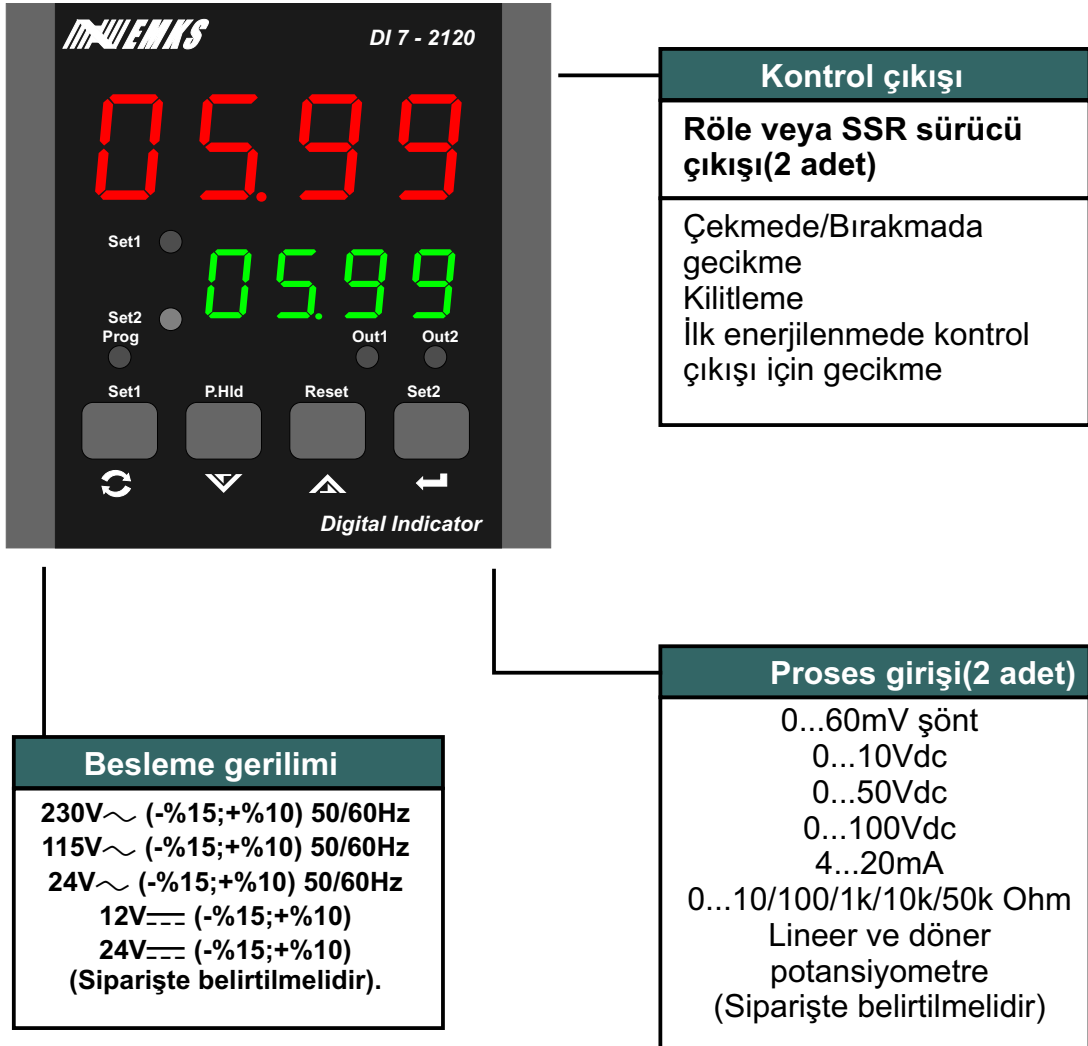 EMKS
DI 7 - 2120
05.99
Set1
05.99
Set2
Prog
Out1
Out2
Set1
P.Hld
Reset
Set2
Digital Indicator
Kontrol çıkışı
Röle veya SSR sürücü
çıkışı(2 adet)
Çekmede/Bırakmada
gecikme
Kilitleme
İlk enerjilenmede kontrol
çıkışı için gecikme
Besleme gerilimi
230V～ (-%15;+%10) 50/60Hz
115V～ (-%15;+%10) 50/60Hz
24V～ (-%15;+%10) 50/60Hz
12V⎓ (-%15;+%10)
24V⎓ (-%15;+%10)
(Siparişte belirtilmelidir).
Proses girişi(2 adet)
0...60mV şönt
0...10Vdc
0...50Vdc
0...100Vdc
4...20mA
0...10/100/1k/10k/50k Ohm
Lineer ve döner
potansiyometre
(Siparişte belirtilmelidir)